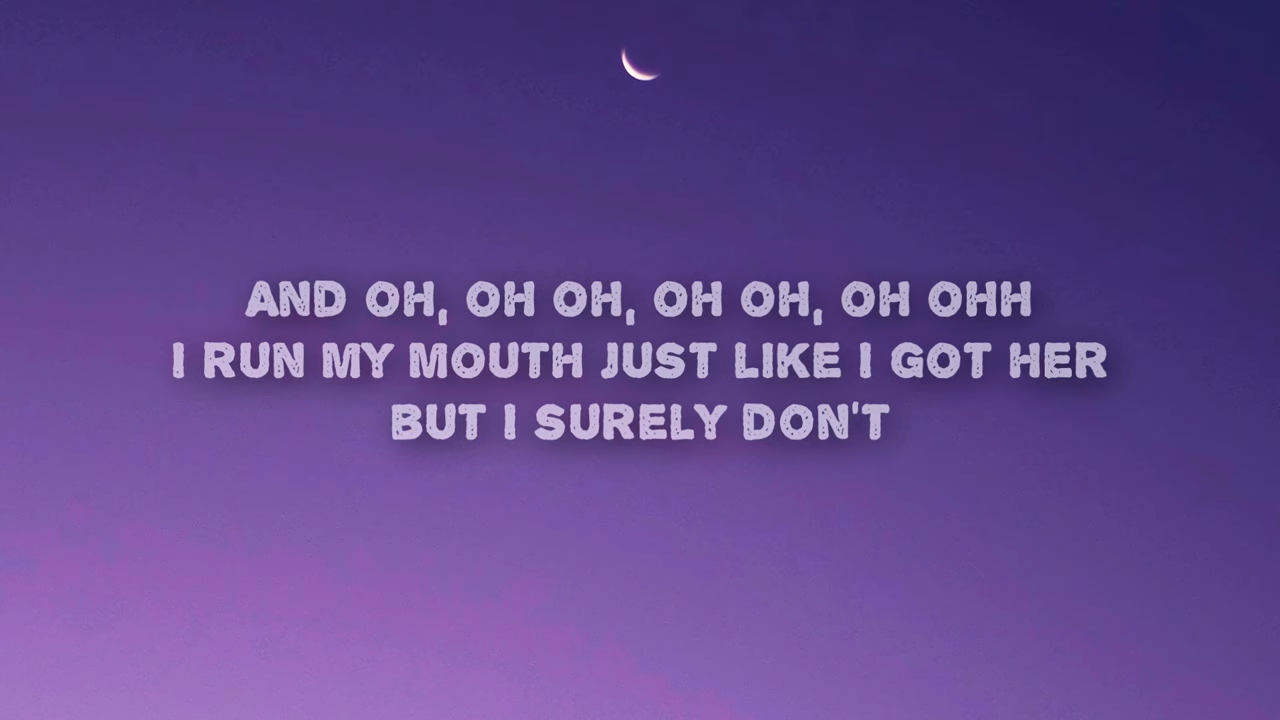 AND OH, OH OH, OH OH, OH OHH
I RUN MY MOUTH JUST LIKE I GOT HER
BUT I SURELY DON'T